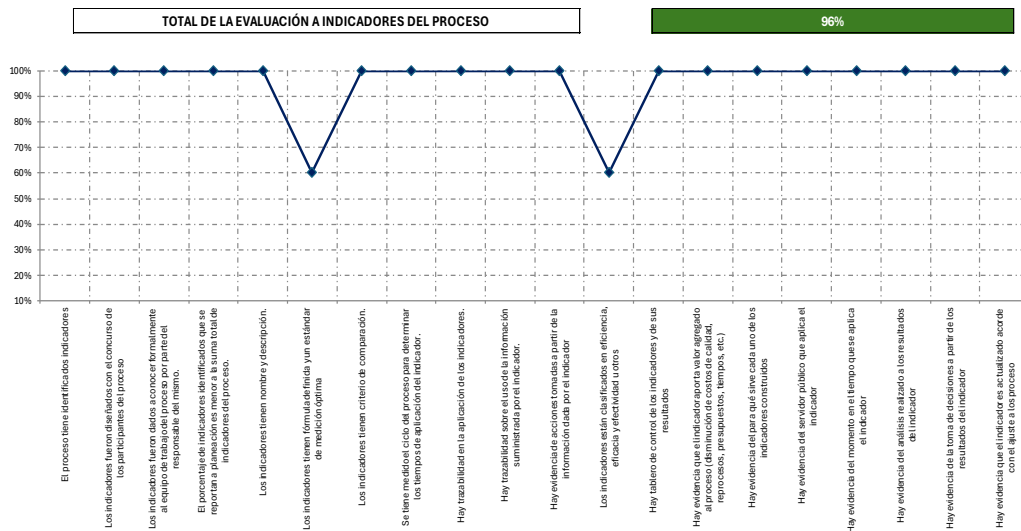 TOTAL DE LA EVALUACIÓN A INDICADORES DEL PROCESO
96%
100%
90%
80%
70%
60%
50%
40%
30%
20%
10%
El proceso tiene identificados indicadores
Los indicadores fueron diseñados con el concurso de
los participantes del proceso
Los indicadores fueron dados a conocer formalmente
al equipo de trabajo del proceso por parte del
responsable del mismo.
El porcentaje de indicadores identificados que se
reportan a planeación es menor a la suma total de
indicadores del proceso.
Los indicadores tienen nombre y descripción.
Los indicadores tienen fórmula definida y un estándar
de medición óptima
Los indicadores tienen criterio de comparación.
Se tiene medido el ciclo del proceso para determinar
los tiempos de aplicación del indicador.
Hay trazabilidad en la aplicación de los indicadores.
Hay trazabilidad sobre el uso de la información
suministrada por el indicador.
Hay evidencia de acciones tomadas a partir de la
información dada por el indicador
Los indicadores están clasificados en eficiencia,
eficacia y efectividad u otros
Hay tablero de control de los indicadores y de sus
resultados
Hay evidencia que el indicador aporta valor agregado
al proceso (disminución de costos de calidad,
reprocesos, presupuestos, tiempos, etc.)
Hay evidencia del para qué sirve cada uno de los
indicadores construidos
Hay evidencia del servidor público que aplica el
indicador
Hay evidencia del momento en el tiempo que se aplica
el indicador
Hay evidencia del análisis realizado a los resultados
del indicador
Hay evidencia de la toma de decisiones a partir de los
resultados del indicador
Hay evidencia que el indicador es actualizado acorde
con el ajuste a los proceso